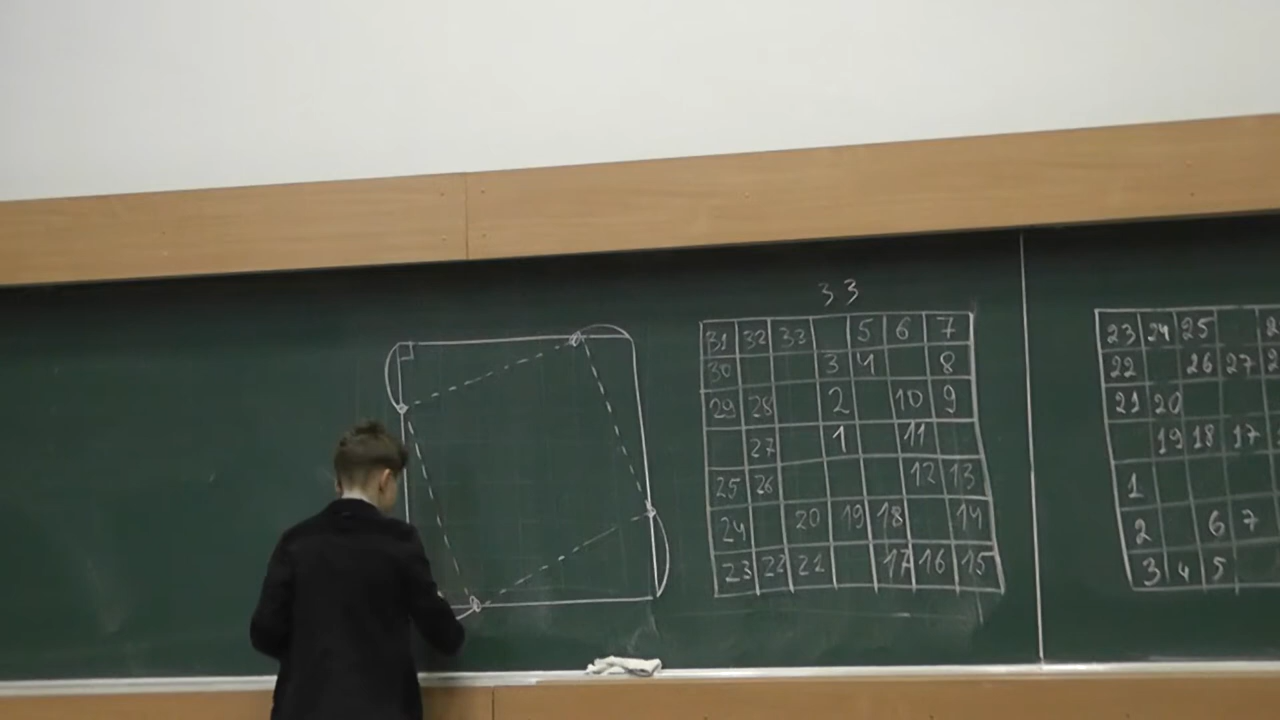 33
31 32 33 5 6 7
30 3 4 8
29 28 2 10 9
27 1 11
25 26 12 13
24 20 19 18 14
23 22 21 17 16 15
23 24 25
22 26 27
21 20
19 18 17
1
2 6 7
3 4 5